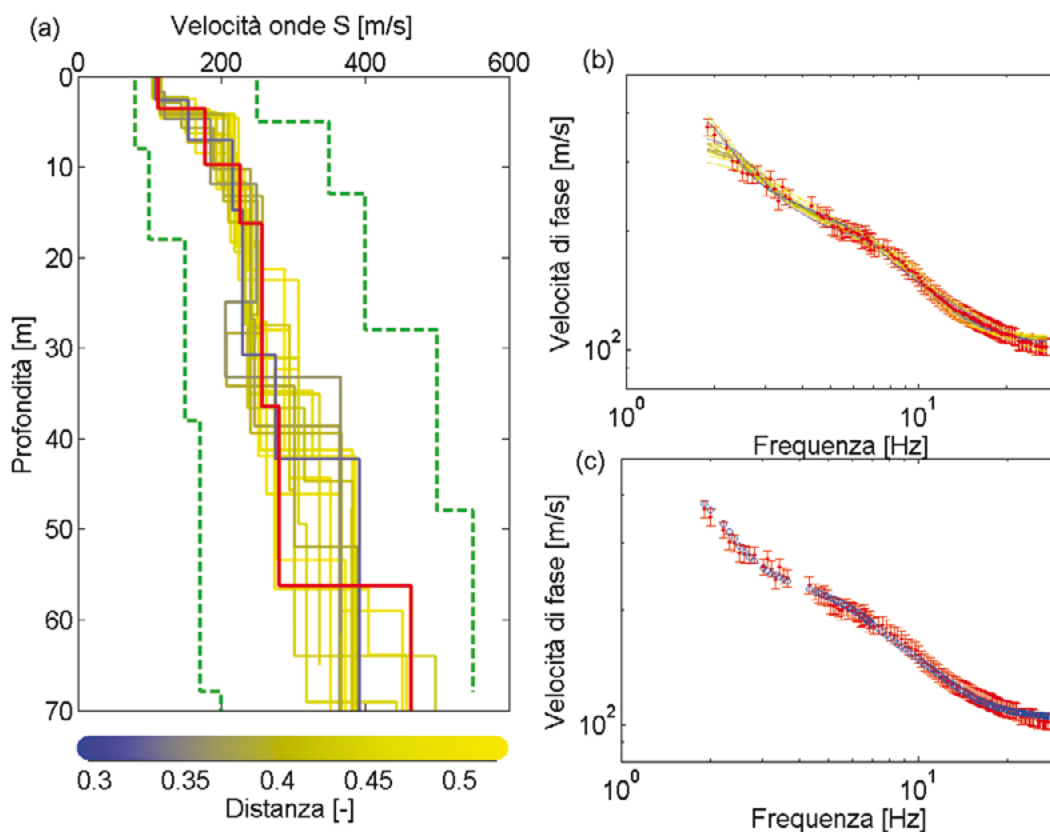 (a)
Velocità onde S [m/s]
0 200 400 600
0
10
20
30
40
50
60
70
Profondità [m]
0.3 0.35 0.4 0.45 0.5
Distanza [-]
(b)
Velocità di fase [m/s]
10²
10⁰ 10¹
Frequenza [Hz]
(c)
Velocità di fase [m/s]
10²
10⁰ 10¹
Frequenza [Hz]